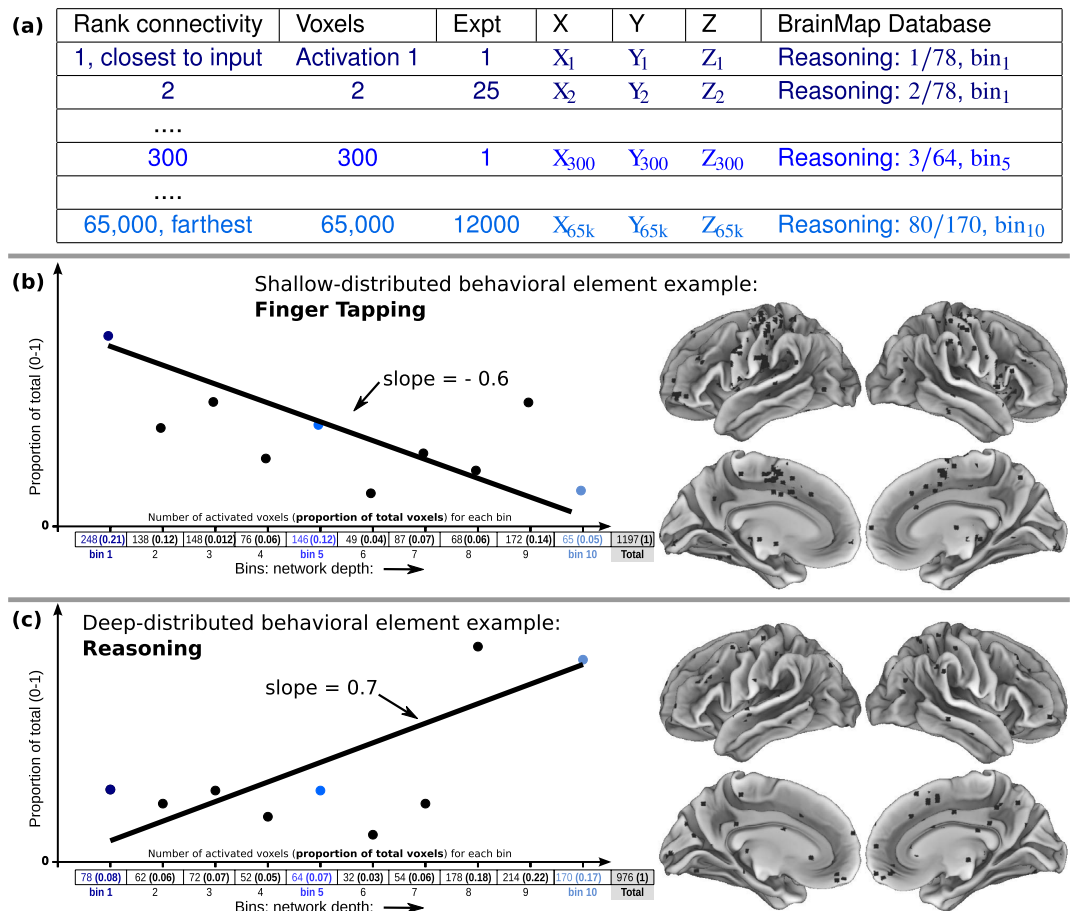 (a)
Rank connectivity Voxels Expt X Y Z BrainMap Database
1, closest to input Activation 1 1 X1 Y1 Z1 Reasoning: 1/78, bin1
2 2 25 X2 Y2 Z2 Reasoning: 2/78, bin1
....
300 300 1 X300 Y300 Z300 Reasoning: 3/64, bin5
....
65,000, farthest 65,000 12000 X65k Y65k Z65k Reasoning: 80/170, bin10
(b)
Shallow-distributed behavioral element example:
Finger Tapping
Proportion of total (0-1)
slope = - 0.6
0
Number of activated voxels (proportion of total voxels) for each bin
248 (0.21) 138 (0.12) 148 (0.012) 76 (0.06) 146 (0.12) 49 (0.04) 87 (0.07) 68 (0.06) 172 (0.14) 65 (0.05) 1197 (1)
bin 1 2 3 4 bin 5 6 7 8 9 bin 10 Total
Bins: network depth:
(c)
Deep-distributed behavioral element example:
Reasoning
Proportion of total (0-1)
slope = 0.7
0
Number of activated voxels (proportion of total voxels) for each bin
78 (0.08) 62 (0.06) 72 (0.07) 52 (0.05) 64 (0.07) 32 (0.03) 54 (0.06) 178 (0.18) 214 (0.22) 170 (0.17) 976 (1)
bin 1 2 3 4 bin 5 6 7 8 9 bin 10 Total
Bins: network depth: